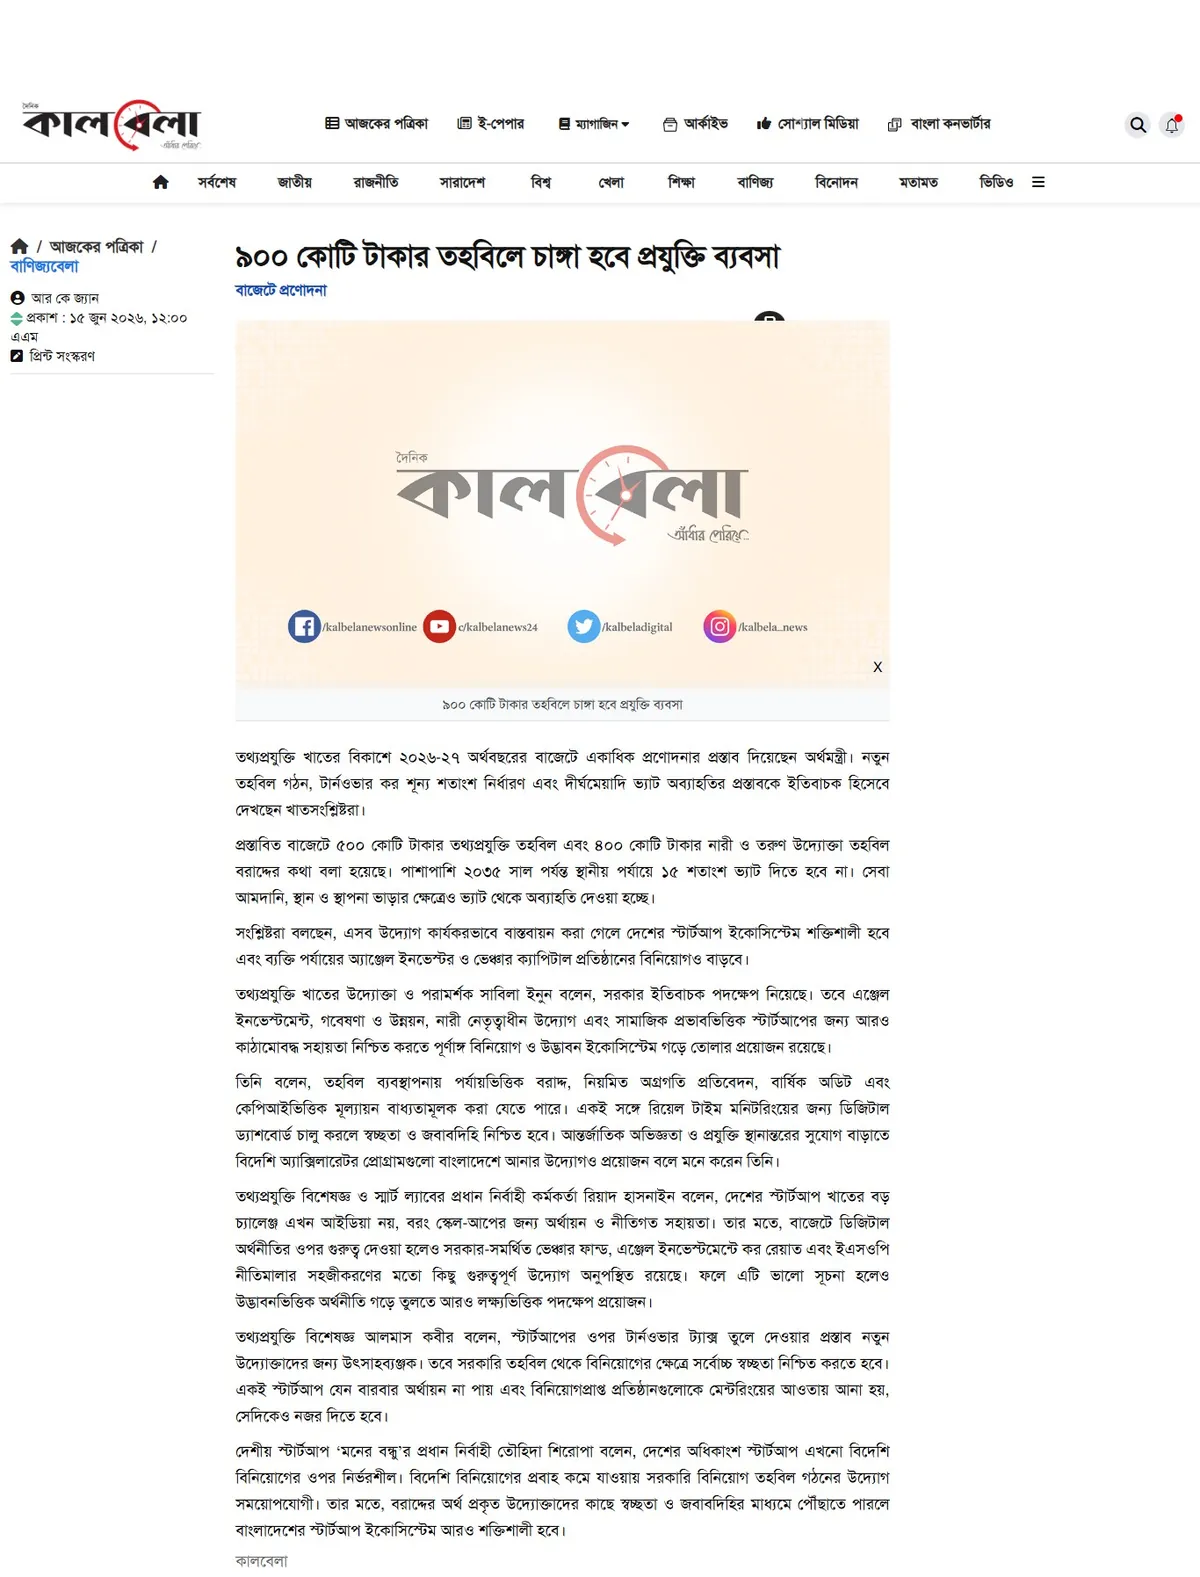 দৈনিক
কালবেলা
আঁধার পেরিয়ে...
আজকের পত্রিকা
ই-পেপার
ম্যাগাজিন
আর্কাইভ
সোশ্যাল মিডিয়া
বাংলা কনভার্টার
সর্বশেষ
জাতীয়
রাজনীতি
সারাদেশ
বিশ্ব
খেলা
শিক্ষা
বাণিজ্য
বিনোদন
মতামত
ভিডিও
/ আজকের পত্রিকা /
বাণিজ্যবেলা
আর কে জ্যান
প্রকাশ : ১৫ জুন ২০২৬, ১২:০০
এএম
প্রিন্ট সংস্করণ
৯০০ কোটি টাকার তহবিলে চাঙ্গা হবে প্রযুক্তি ব্যবসা
বাজেটে প্রণোদনা
দৈনিক
কালবেলা
আঁধার পেরিয়ে...
/kalbelanewsonline
c/kalbelanews24
/kalbeladigital
/kalbela_news
X
৯০০ কোটি টাকার তহবিলে চাঙ্গা হবে প্রযুক্তি ব্যবসা
তথ্যপ্রযুক্তি খাতের বিকাশে ২০২৬-২৭ অর্থবছরের বাজেটে একাধিক প্রণোদনার প্রস্তাব দিয়েছেন অর্থমন্ত্রী। নতুন
তহবিল গঠন, টার্নওভার কর শূন্য শতাংশ নির্ধারণ এবং দীর্ঘমেয়াদি ভ্যাট অব্যাহতির প্রস্তাবকে ইতিবাচক হিসেবে
দেখছেন খাতসংশ্লিষ্টরা।
প্রস্তাবিত বাজেটে ৫০০ কোটি টাকার তথ্যপ্রযুক্তি তহবিল এবং ৪০০ কোটি টাকার নারী ও তরুণ উদ্যোক্তা তহবিল
বরাদ্দের কথা বলা হয়েছে। পাশাপাশি ২০৩৫ সাল পর্যন্ত স্থানীয় পর্যায়ে ১৫ শতাংশ ভ্যাট দিতে হবে না। সেবা
আমদানি, স্থান ও স্থাপনা ভাড়ার ক্ষেত্রেও ভ্যাট থেকে অব্যাহতি দেওয়া হচ্ছে।
সংশ্লিষ্টরা বলছেন, এসব উদ্যোগ কার্যকরভাবে বাস্তবায়ন করা গেলে দেশের স্টার্টআপ ইকোসিস্টেম শক্তিশালী হবে
এবং ব্যক্তি পর্যায়ের অ্যাঞ্জেল ইনভেস্টর ও ভেঞ্চার ক্যাপিটাল প্রতিষ্ঠানের বিনিয়োগও বাড়বে।
তথ্যপ্রযুক্তি খাতের উদ্যোক্তা ও পরামর্শক সাবিলা ইনুন বলেন, সরকার ইতিবাচক পদক্ষেপ নিয়েছে। তবে এঞ্জেল
ইনভেস্টমেন্ট, গবেষণা ও উন্নয়ন, নারী নেতৃত্বাধীন উদ্যোগ এবং সামাজিক প্রভাবভিত্তিক স্টার্টআপের জন্য আরও
কাঠামোবদ্ধ সহায়তা নিশ্চিত করতে পূর্ণাঙ্গ বিনিয়োগ ও উদ্ভাবন ইকোসিস্টেম গড়ে তোলার প্রয়োজন রয়েছে।
তিনি বলেন, তহবিল ব্যবস্থাপনায় পর্যায়ভিত্তিক বরাদ্দ, নিয়মিত অগ্রগতি প্রতিবেদন, বার্ষিক অডিট এবং
কেপিআইভিত্তিক মূল্যায়ন বাধ্যতামূলক করা যেতে পারে। একই সঙ্গে রিয়েল টাইম মনিটরিংয়ের জন্য ডিজিটাল
ড্যাশবোর্ড চালু করলে স্বচ্ছতা ও জবাবদিহি নিশ্চিত হবে। আন্তর্জাতিক অভিজ্ঞতা ও প্রযুক্তি স্থানান্তরের সুযোগ বাড়াতে
বিদেশি অ্যাক্সিলারেটর প্রোগ্রামগুলো বাংলাদেশে আনার উদ্যোগও প্রয়োজন বলে মনে করেন তিনি।
তথ্যপ্রযুক্তি বিশেষজ্ঞ ও স্মার্ট ল্যাবের প্রধান নির্বাহী কর্মকর্তা রিয়াদ হাসনাইন বলেন, দেশের স্টার্টআপ খাতের বড়
চ্যালেঞ্জ এখন আইডিয়া নয়, বরং স্কেল-আপের জন্য অর্থায়ন ও নীতিগত সহায়তা। তার মতে, বাজেটে ডিজিটাল
অর্থনীতির ওপর গুরুত্ব দেওয়া হলেও সরকার-সমর্থিত ভেঞ্চার ফান্ড, এঞ্জেল ইনভেস্টমেন্টে কর রেয়াত এবং ইএসওপি
নীতিমালার সহজীকরণের মতো কিছু গুরুত্বপূর্ণ উদ্যোগ অনুপস্থিত রয়েছে। ফলে এটি ভালো সূচনা হলেও
উদ্ভাবনভিত্তিক অর্থনীতি গড়ে তুলতে আরও লক্ষ্যভিত্তিক পদক্ষেপ প্রয়োজন।
তথ্যপ্রযুক্তি বিশেষজ্ঞ আলমাস কবীর বলেন, স্টার্টআপের ওপর টার্নওভার ট্যাক্স তুলে দেওয়ার প্রস্তাব নতুন
উদ্যোক্তাদের জন্য উৎসাহব্যঞ্জক। তবে সরকারি তহবিল থেকে বিনিয়োগের ক্ষেত্রে সর্বোচ্চ স্বচ্ছতা নিশ্চিত করতে হবে।
একই স্টার্টআপ যেন বারবার অর্থায়ন না পায় এবং বিনিয়োগপ্রাপ্ত প্রতিষ্ঠানগুলোকে মেন্টরিংয়ের আওতায় আনা হয়,
সেদিকেও নজর দিতে হবে।
দেশীয় স্টার্টআপ ‘মনের বন্ধু’র প্রধান নির্বাহী তৌহিদা শিরোপা বলেন, দেশের অধিকাংশ স্টার্টআপ এখনো বিদেশি
বিনিয়োগের ওপর নির্ভরশীল। বিদেশি বিনিয়োগের প্রবাহ কমে যাওয়ায় সরকারি বিনিয়োগ তহবিল গঠনের উদ্যোগ
সময়োপযোগী। তার মতে, বরাদ্দের অর্থ প্রকৃত উদ্যোক্তাদের কাছে স্বচ্ছতা ও জবাবদিহির মাধ্যমে পৌঁছাতে পারলে
বাংলাদেশের স্টার্টআপ ইকোসিস্টেম আরও শক্তিশালী হবে।
কালবেলা